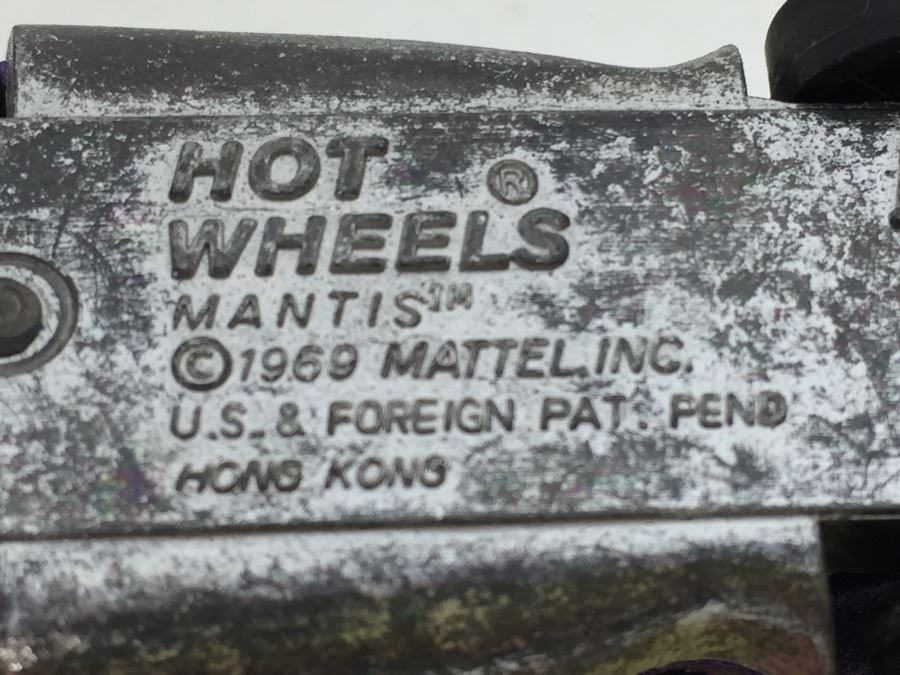 HOT
WHEELS®
MANTIS™
©1969 MATTEL, INC.
U.S. & FOREIGN PAT. PEND
HONG KONG